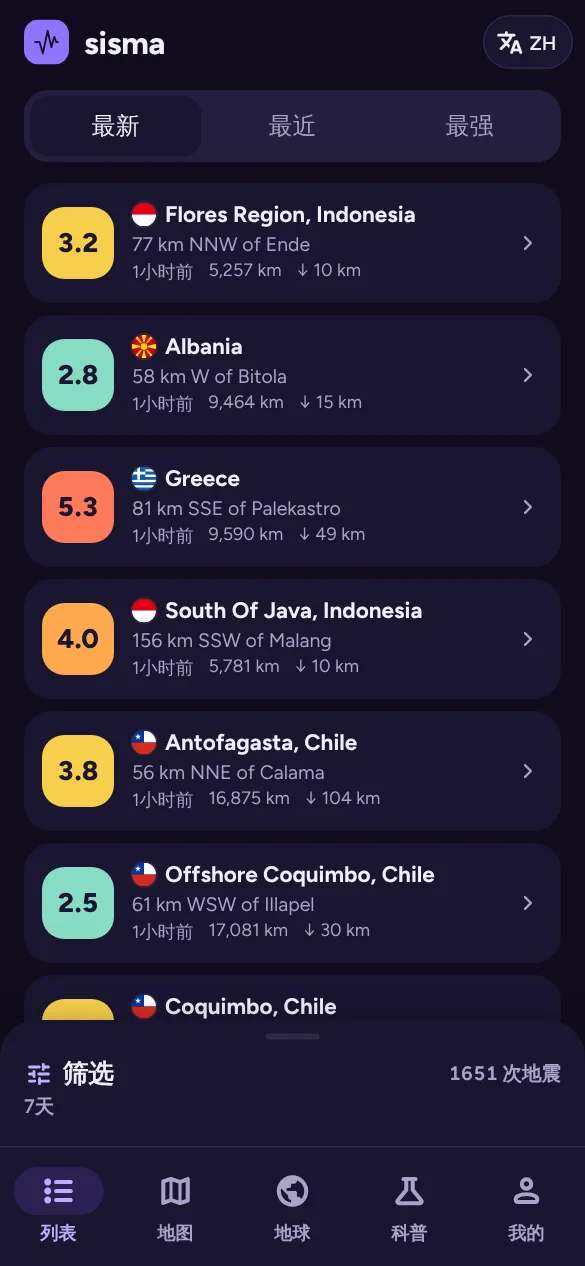 sisma
ZH
最新 最近 最强
3.2
Flores Region, Indonesia
77 km NNW of Ende
1小时前 5,257 km ↓ 10 km
2.8
Albania
58 km W of Bitola
1小时前 9,464 km ↓ 15 km
5.3
Greece
81 km SSE of Palekastro
1小时前 9,590 km ↓ 49 km
4.0
South Of Java, Indonesia
156 km SSW of Malang
1小时前 5,781 km ↓ 10 km
3.8
Antofagasta, Chile
56 km NNE of Calama
1小时前 16,875 km ↓ 104 km
2.5
Offshore Coquimbo, Chile
61 km WSW of Illapel
1小时前 17,081 km ↓ 30 km
Coquimbo, Chile
筛选 1651 次地震
7天
列表 地图 地球 科普 我的